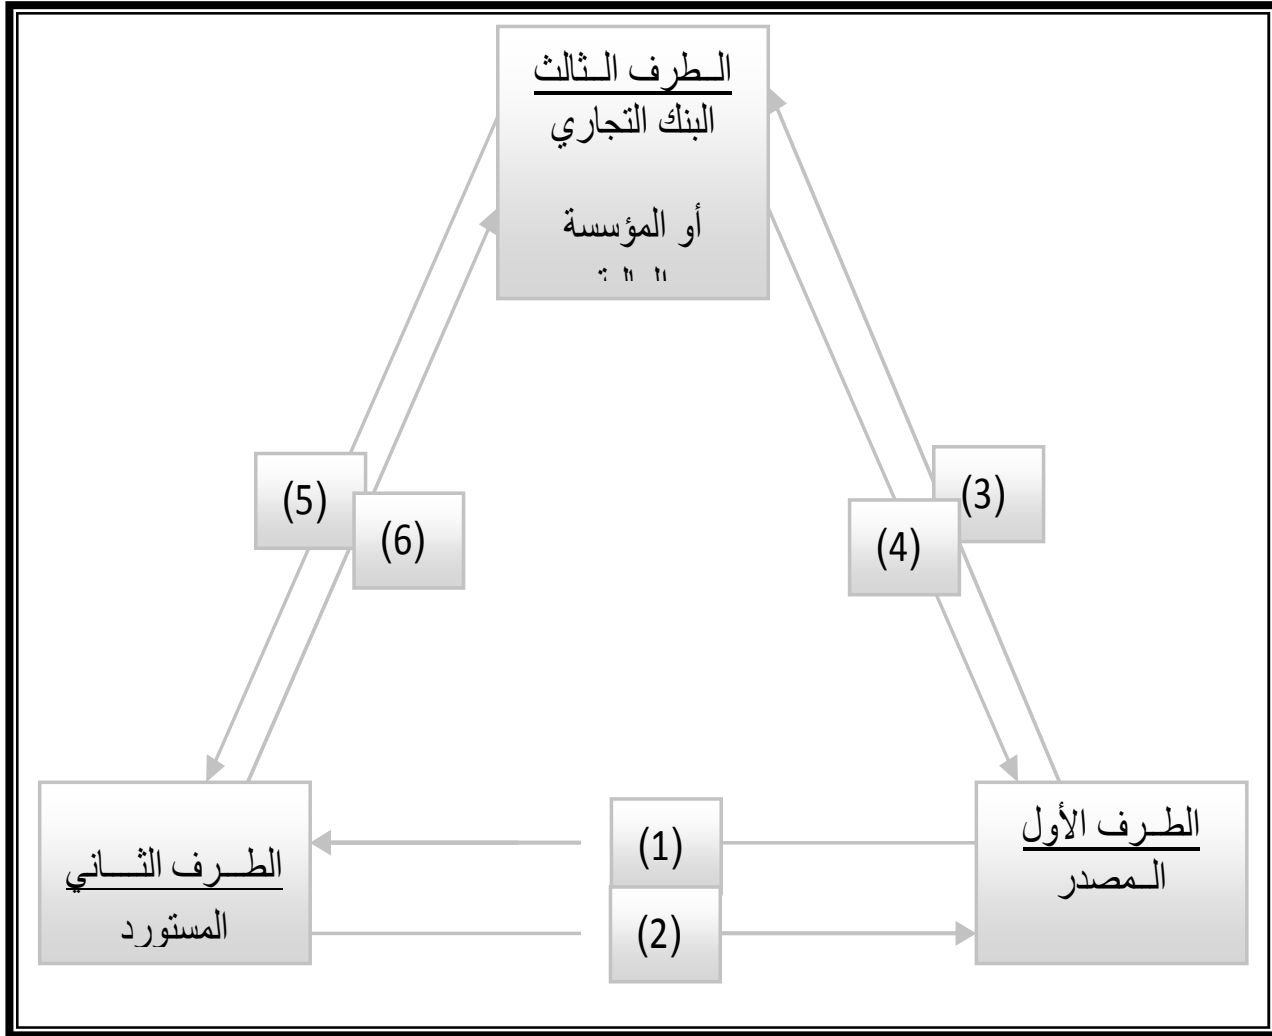 الطرف الثالث
البنك التجاري
أو المؤسسة
(5)
(6)
(3)
(4)
الطرف الأول
المصدر
(1)
(2)
الطرف الثاني
المستورد